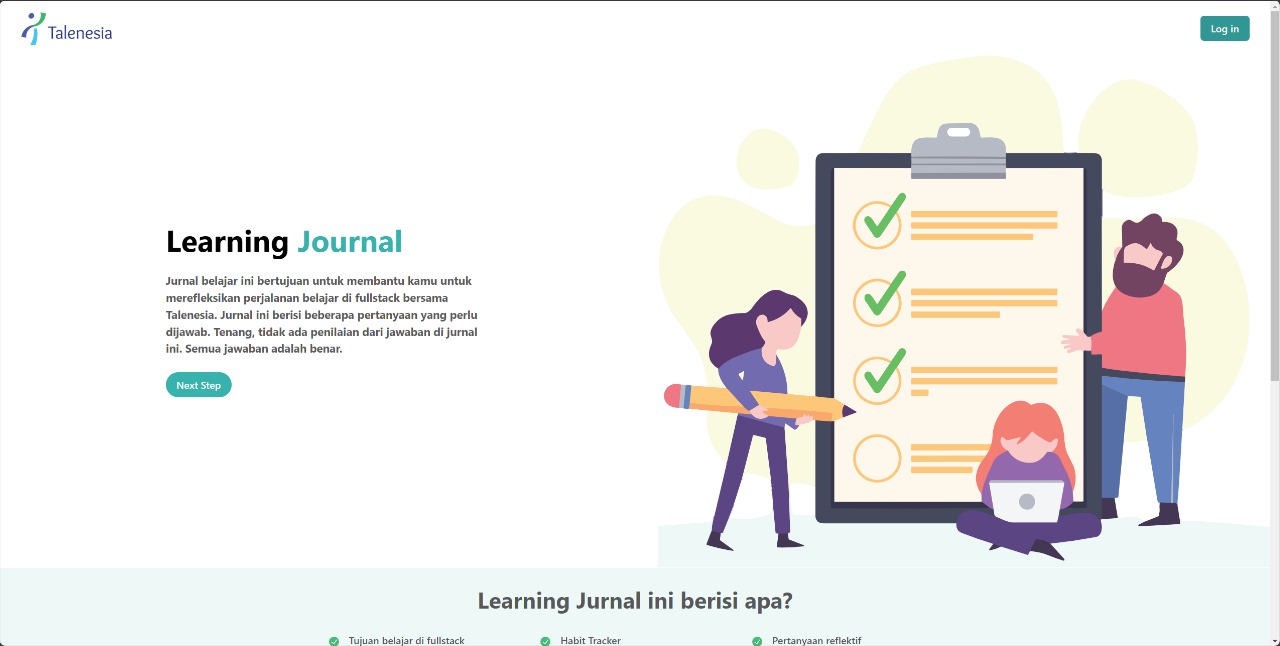 Talenesia
Log in
Learning Journal
Jurnal belajar ini bertujuan untuk membantu kamu untuk
merefleksikan perjalanan belajar di fullstack bersama
Talenesia. Jurnal ini berisi beberapa pertanyaan yang perlu
dijawab. Tenang, tidak ada penilaian dari jawaban di jurnal
ini. Semua jawaban adalah benar.
Next Step
Learning Jurnal ini berisi apa?
Tujuan belajar di fullstack
Habit Tracker
Pertanyaan reflektif